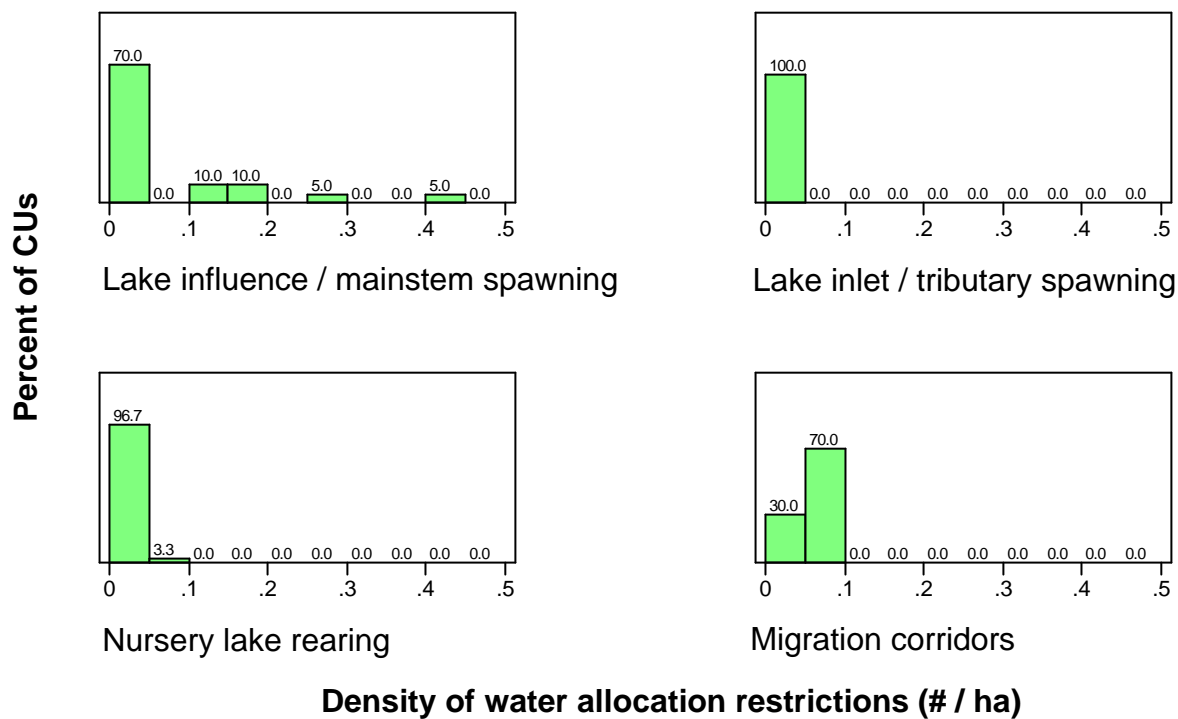 Percent of CUs
70.0
0.0
10.0 10.0
0.0
5.0
0.0 0.0
5.0
0.0
0 .1 .2 .3 .4 .5
Lake influence / mainstem spawning
100.0
0.0 0.0 0.0 0.0 0.0 0.0 0.0 0.0 0.0
0 .1 .2 .3 .4 .5
Lake inlet / tributary spawning
96.7
3.3
0.0 0.0 0.0 0.0 0.0 0.0 0.0 0.0
0 .1 .2 .3 .4 .5
Nursery lake rearing
30.0
70.0
0.0 0.0 0.0 0.0 0.0 0.0 0.0 0.0
0 .1 .2 .3 .4 .5
Migration corridors
Density of water allocation restrictions (# / ha)